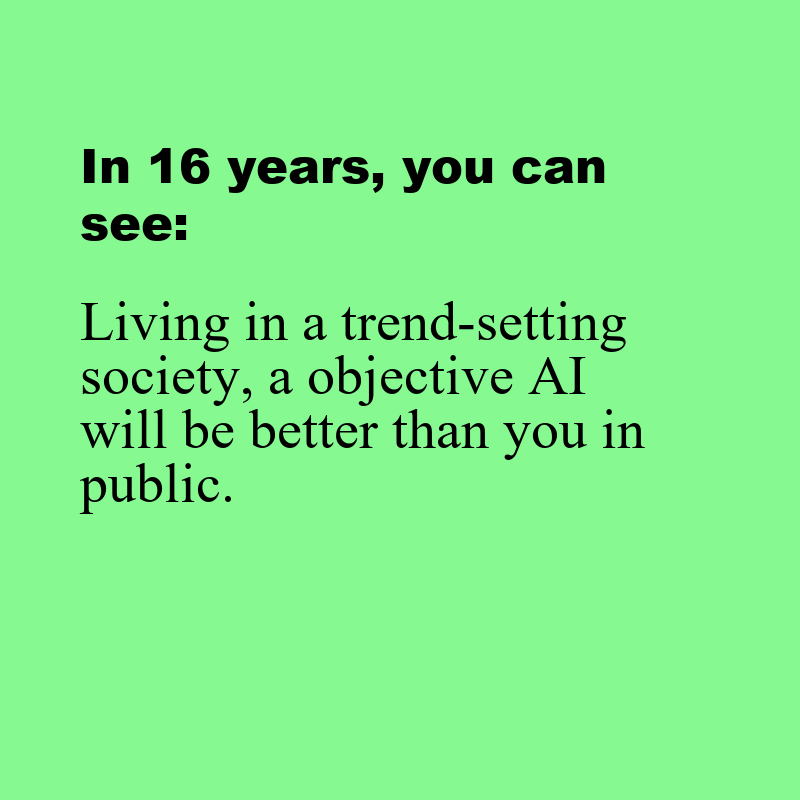 In 16 years, you can
see:
Living in a trend-setting
society, a objective AI
will be better than you in
public.